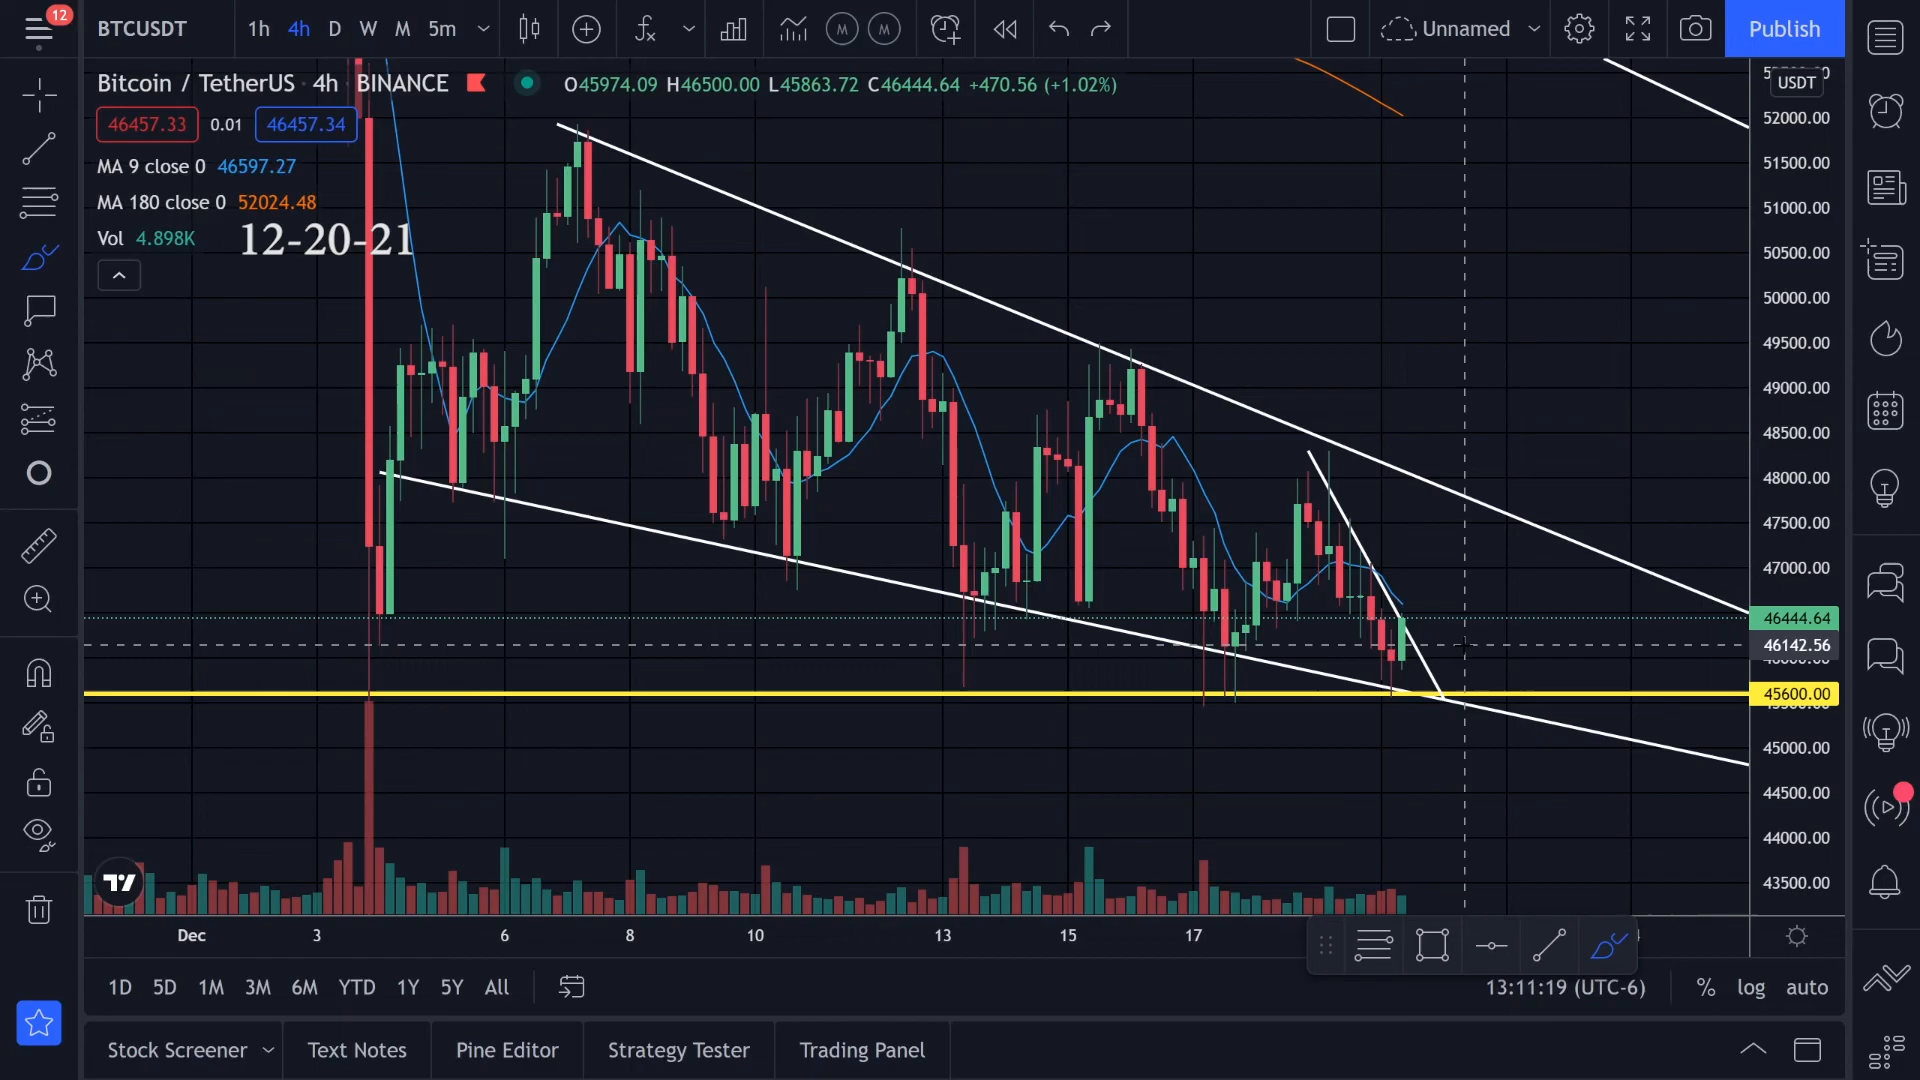 12
BTCUSDT
1h 4h D W M 5m
M M
Unnamed
Publish
Bitcoin / TetherUS · 4h · BINANCE
O45974.09 H46500.00 L45863.72 C46444.64 +470.56 (+1.02%)
46457.33 0.01 46457.34
MA 9 close 0 46597.27
MA 180 close 0 52024.48
Vol 4.898K
12-20-21
USDT
52000.00
51500.00
51000.00
50500.00
50000.00
49500.00
49000.00
48500.00
48000.00
47500.00
47000.00
46444.64
46142.56
45600.00
45000.00
44500.00
44000.00
43500.00
Dec 3 6 8 10 13 15 17
1D 5D 1M 3M 6M YTD 1Y 5Y All
13:11:19 (UTC-6) % log auto
Stock Screener Text Notes Pine Editor Strategy Tester Trading Panel